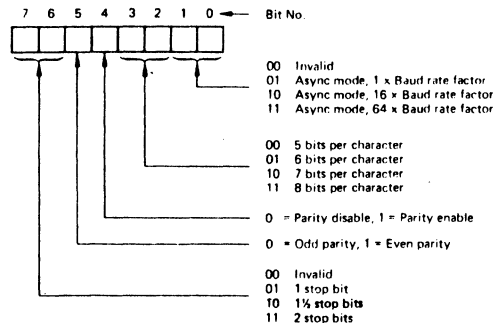 7 6 5 4 3 2 1 0 Bit No.
00 Invalid
01 Async mode, 1 x Baud rate factor
10 Async mode, 16 x Baud rate factor
11 Async mode, 64 x Baud rate factor
00 5 bits per character
01 6 bits per character
10 7 bits per character
11 8 bits per character
0 = Parity disable, 1 = Parity enable
0 = Odd parity, 1 = Even parity
00 Invalid
01 1 stop bit
10 1½ stop bits
11 2 stop bits